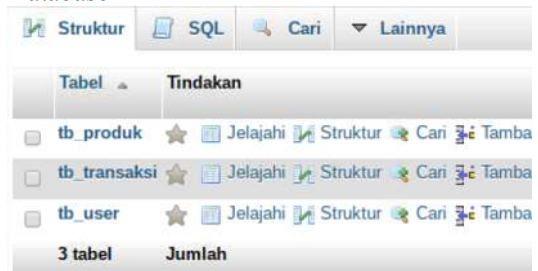 Struktur SQL Cari Lainnya
Tabel Tindakan
tb_produk Jelajahi Struktur Cari Tamba
tb_transaksi Jelajahi Struktur Cari Tamba
tb_user Jelajahi Struktur Cari Tamba
3 tabel Jumlah